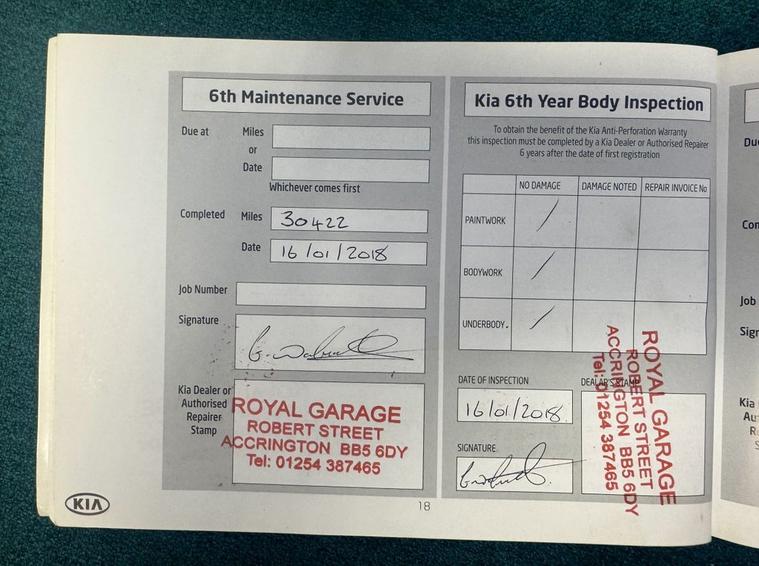 6th Maintenance Service
Due at
Miles
or
Date
Whichever comes first
Completed
Miles
30422
Date
16/01/2018
Job Number
Signature
Kia Dealer or
Authorised
Repairer
Stamp
ROYAL GARAGE
ROBERT STREET
ACCRINGTON BB5 6DY
Tel: 01254 387465
KIA
18
Kia 6th Year Body Inspection
To obtain the benefit of the Kia Anti-Perforation Warranty
this inspection must be completed by a Kia Dealer or Authorised Repairer
6 years after the date of first registration
NO DAMAGE DAMAGE NOTED REPAIR INVOICE No
PAINTWORK /
BODYWORK /
UNDERBODY. /
DATE OF INSPECTION
16/01/2018
SIGNATURE
DEALAR'S STAMP
ROYAL GARAGE
ROBERT STREET
ACCRINGTON BB5 6DY
Tel: 01254 387465
Job
Kia